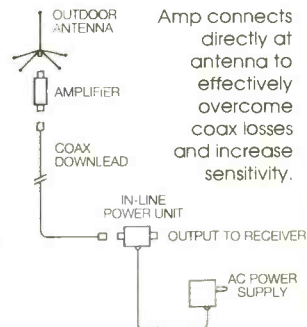 OUTDOOR
ANTENNA
Amp connects
directly at
antenna to
effectively
overcome
coax losses
and increase
sensitivity.
AMPLIFIER
COAX
DOWNLEAD
IN-LINE
POWER UNIT
OUTPUT TO RECEIVER
AC POWER
SUPPLY